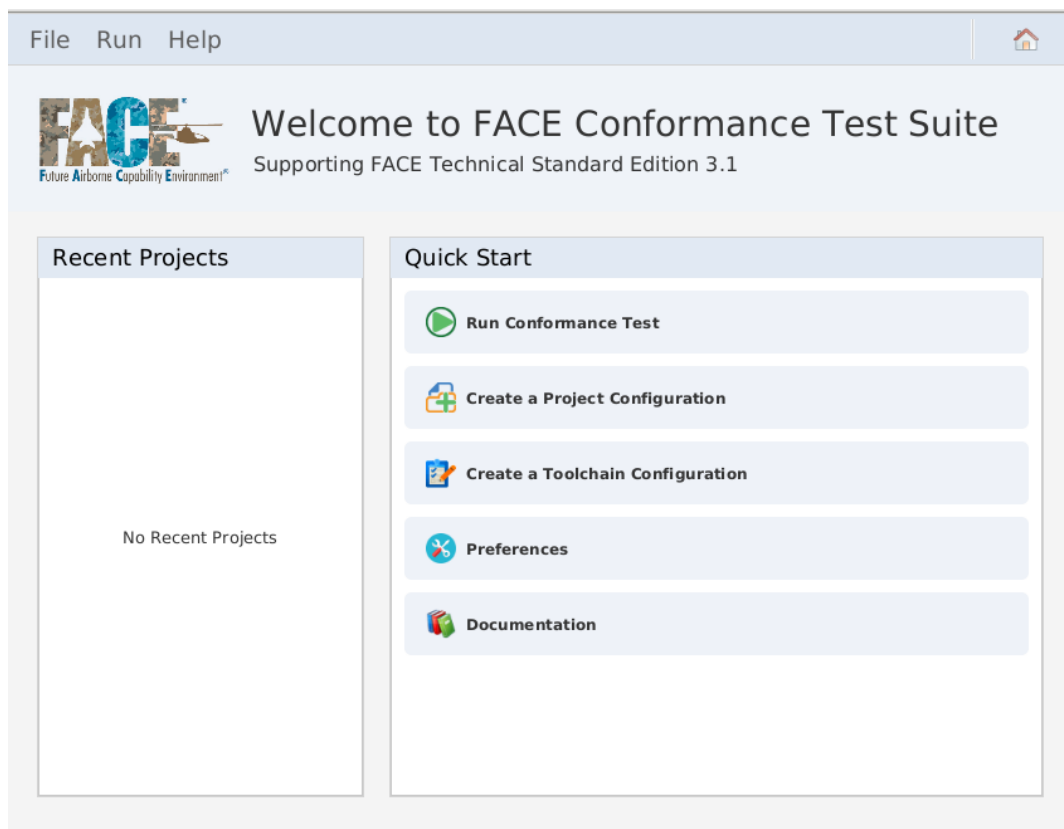 File Run Help
FACE
Future Airborne Capability Environment
Welcome to FACE Conformance Test Suite
Supporting FACE Technical Standard Edition 3.1
Recent Projects
No Recent Projects
Quick Start
Run Conformance Test
Create a Project Configuration
Create a Toolchain Configuration
Preferences
Documentation